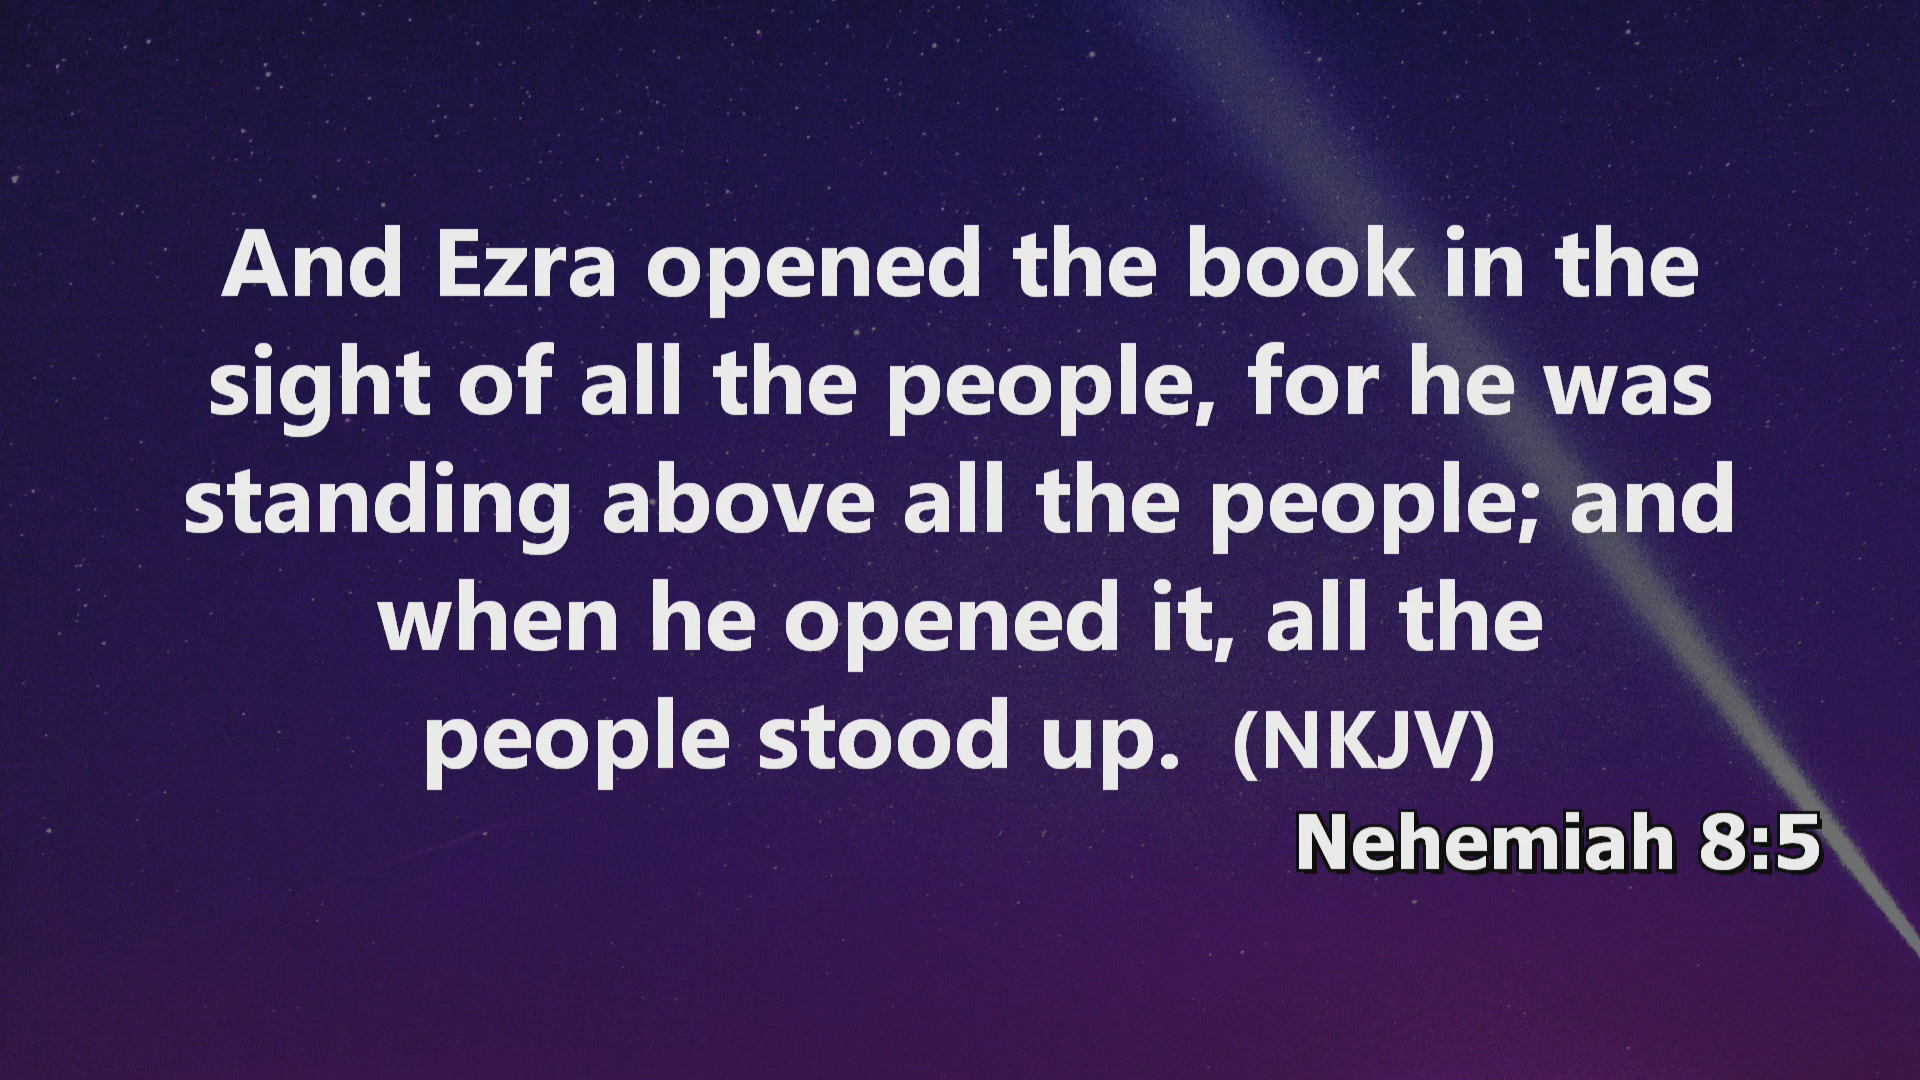 And Ezra opened the book in the
sight of all the people, for he was
standing above all the people; and
when he opened it, all the
people stood up.  (NKJV)
Nehemiah 8:5